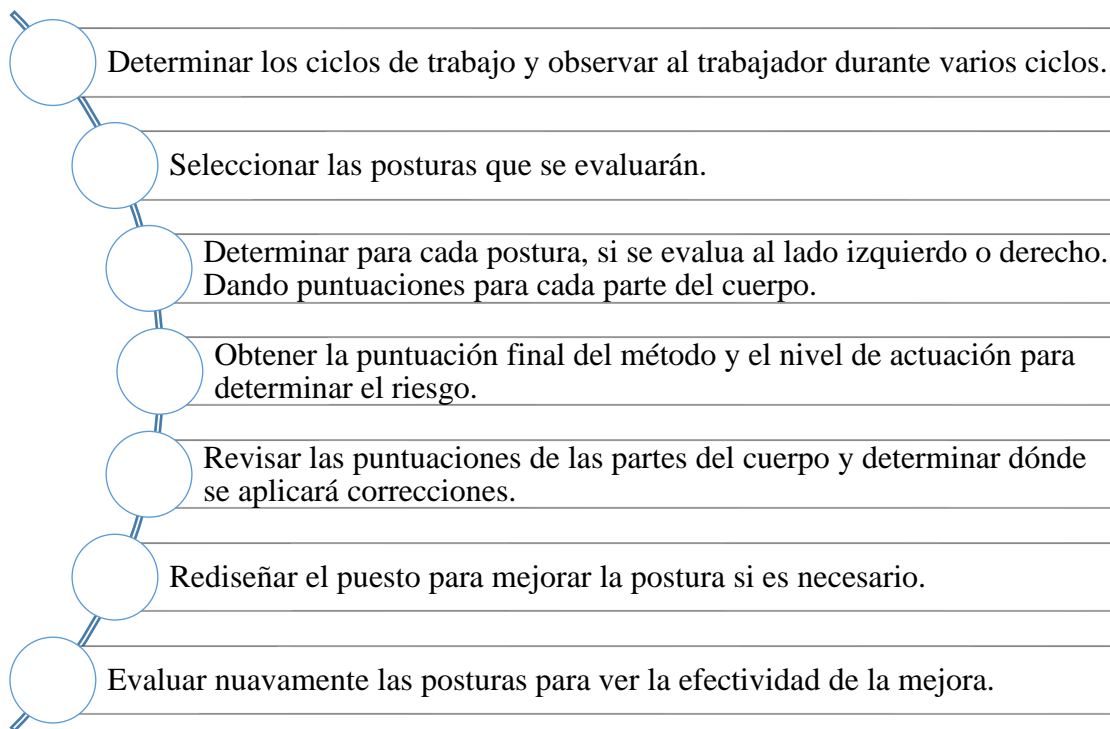 Determinar los ciclos de trabajo y observar al trabajador durante varios ciclos.
Seleccionar las posturas que se evaluarán.
Determinar para cada postura, si se evalua al lado izquierdo o derecho.
Dando puntuaciones para cada parte del cuerpo.
Obtener la puntuación final del método y el nivel de actuación para
determinar el riesgo.
Revisar las puntuaciones de las partes del cuerpo y determinar dónde
se aplicará correcciones.
Rediseñar el puesto para mejorar la postura si es necesario.
Evaluar nuavamente las posturas para ver la efectividad de la mejora.